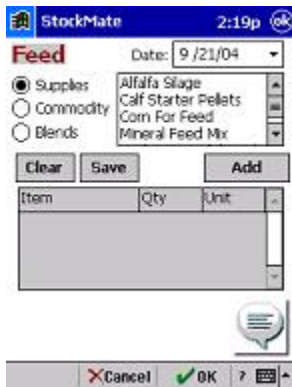 StockMate 2:19p ok
Feed Date: 9 /21/04
Supplies
Commodity
Blends
Alfalfa Silage
Calf Starter Pellets
Corn For Feed
Mineral Feed Mix
Clear Save Add
Item Qty Unit
Cancel OK ?